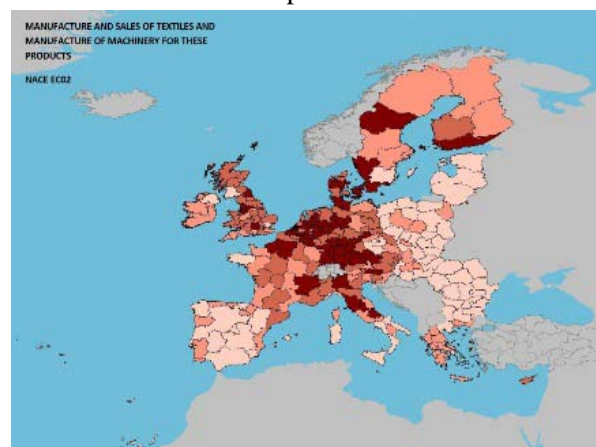 MANUFACTURE AND SALES OF TEXTILES AND
MANUFACTURE OF MACHINERY FOR THESE
PRODUCTS
NACE EC02